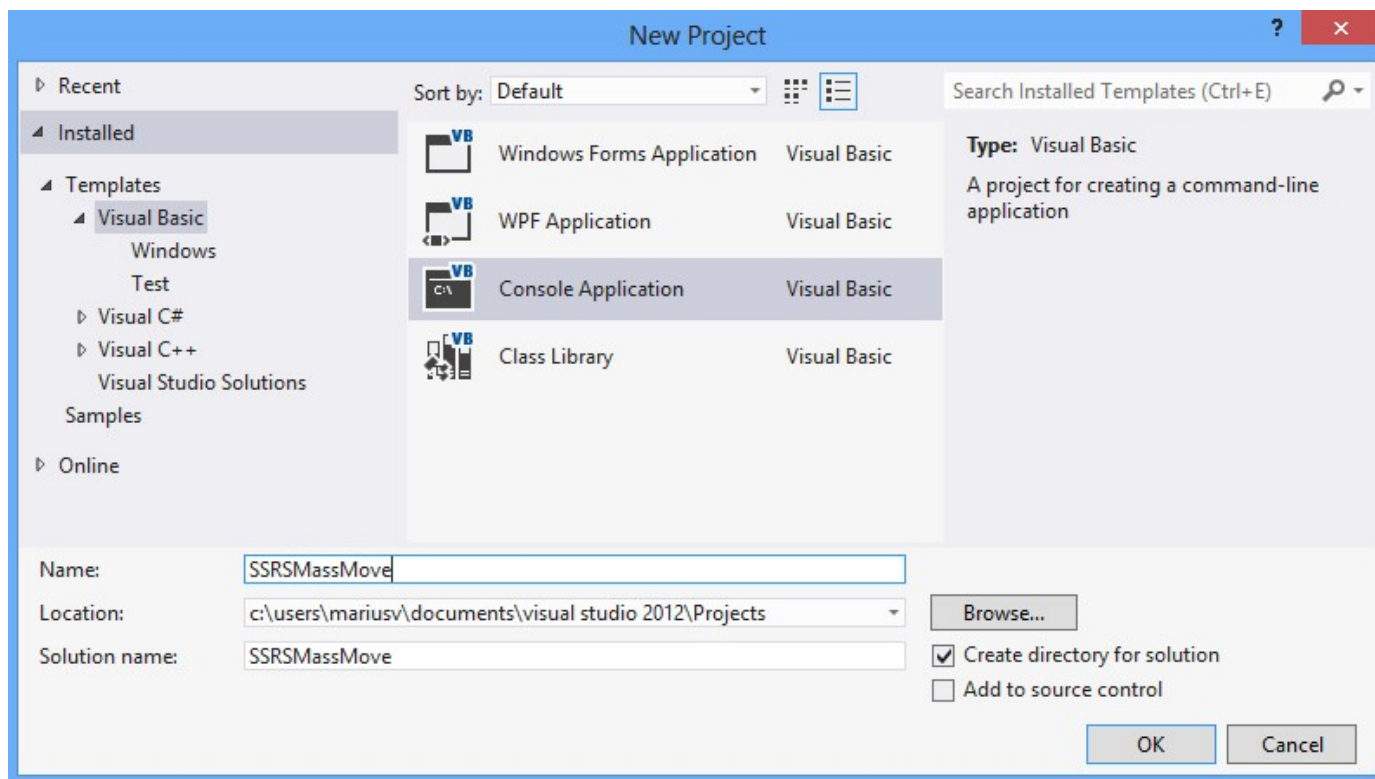 New Project
?
Recent
Installed
Templates
Visual Basic
Windows
Test
Visual C#
Visual C++
Visual Studio Solutions
Samples
Online
Sort by: Default
VB Windows Forms Application Visual Basic
VB WPF Application Visual Basic
VB C:\ Console Application Visual Basic
VB Class Library Visual Basic
Search Installed Templates (Ctrl+E)
Type: Visual Basic
A project for creating a command-line
application
Name: SSRSMassMove
Location: c:\users\mariusv\documents\visual studio 2012\Projects
Browse...
Solution name: SSRSMassMove
Create directory for solution
Add to source control
OK Cancel